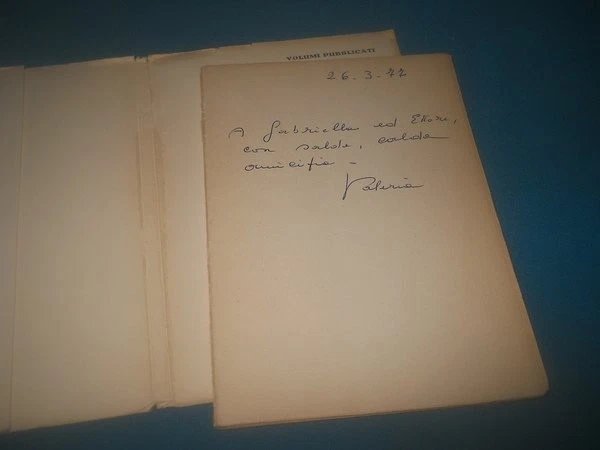 VOLUMI PUBBLICATI
26.3.77
A Gabriella ed Ettore,
con salda, calda
amicizia -
Valeria